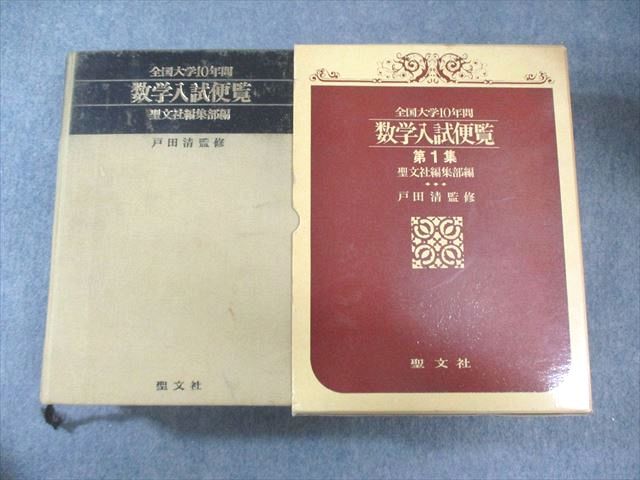 全国大学10年間
数学入試便覧
聖文社編集部編
戸田清監修
聖文社
全国大学10年間
数学入試便覧
第1集
聖文社編集部編
戸田清監修
聖文社